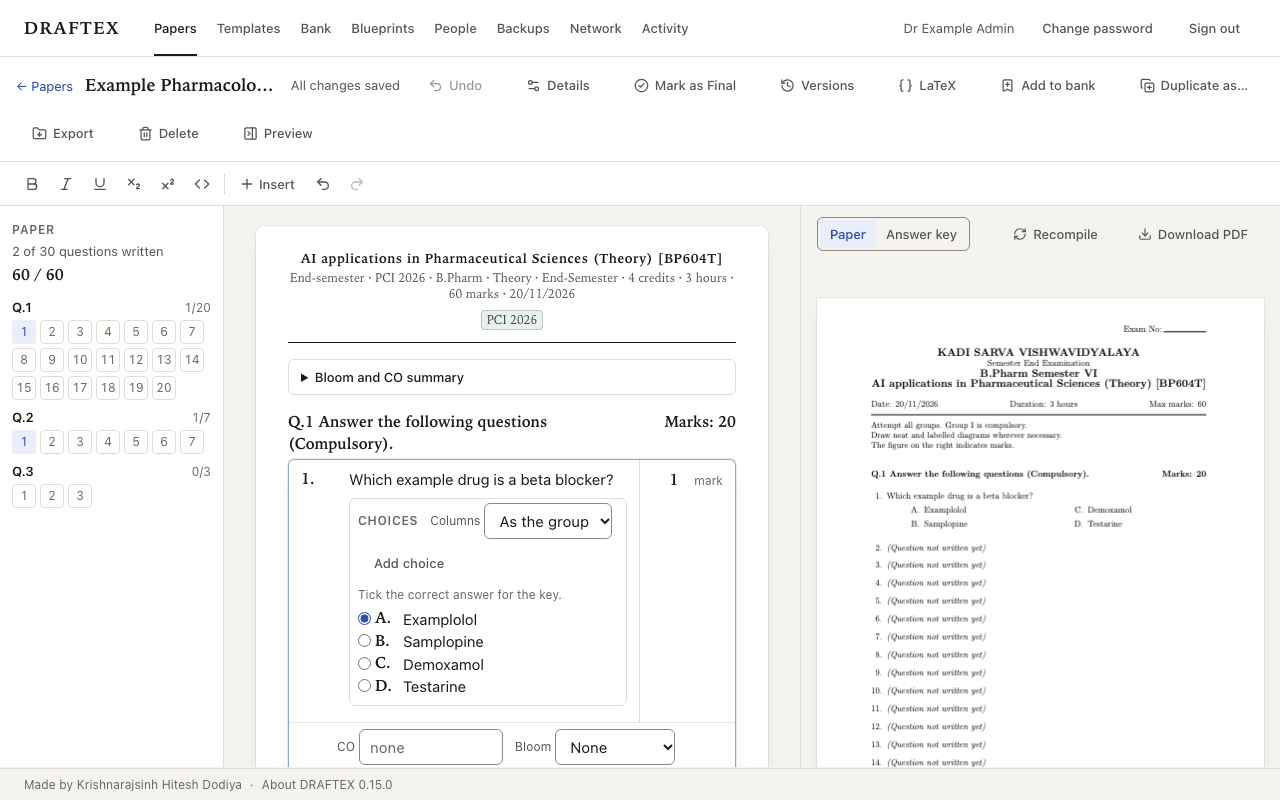 DRAFTEX Papers Templates Bank Blueprints People Backups Network Activity Dr Example Admin Change password Sign out
← Papers Example Pharmacolo... All changes saved Undo Details Mark as Final Versions {} LaTeX Add to bank Duplicate as...
Export Delete Preview
B I U ×₂ ×² <> + Insert
PAPER
2 of 30 questions written
60 / 60
Q.1 1/20
1 2 3 4 5 6 7
8 9 10 11 12 13 14
15 16 17 18 19 20
Q.2 1/7
1 2 3 4 5 6 7
Q.3 0/3
1 2 3
AI applications in Pharmaceutical Sciences (Theory) [BP604T]
End-semester · PCI 2026 · B.Pharm · Theory · End-Semester · 4 credits · 3 hours ·
60 marks · 20/11/2026
PCI 2026
Bloom and CO summary
Q.1 Answer the following questions Marks: 20
(Compulsory).
1. Which example drug is a beta blocker? 1 mark
CHOICES Columns As the group
Add choice
Tick the correct answer for the key.
A. Examplolol
B. Samplopine
C. Demoxamol
D. Testarine
CO none Bloom None
Paper Answer key Recompile Download PDF
Exam No:
KADI SARVA VISHWAVIDYALAYA
Semester End Examination
B.Pharm Semester VI
AI applications in Pharmaceutical Sciences (Theory) [BP604T]
Date: 20/11/2026 Duration: 3 hours Max marks: 60
Attempt all groups. Group I is compulsory.
Draw neat and labelled diagrams wherever necessary.
The figure on the right indicates marks.
Q.1 Answer the following questions (Compulsory). Marks: 20
1. Which example drug is a beta blocker?
A. Examplolol C. Demoxamol
B. Samplopine D. Testarine
2. (Question not written yet)
3. (Question not written yet)
4. (Question not written yet)
5. (Question not written yet)
6. (Question not written yet)
7. (Question not written yet)
8. (Question not written yet)
9. (Question not written yet)
10. (Question not written yet)
11. (Question not written yet)
12. (Question not written yet)
13. (Question not written yet)
14. (Question not written yet)
Made by Krishnarajsinh Hitesh Dodiya · About DRAFTEX 0.15.0